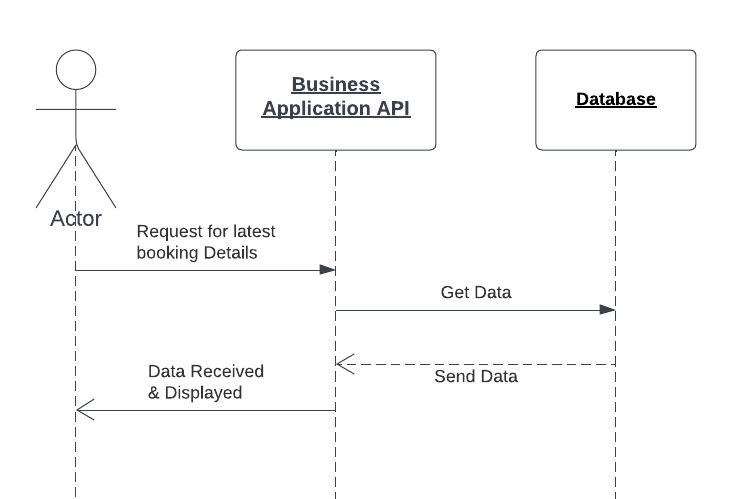 Business
Application API
Database
Actor
Request for latest
booking Details
Get Data
Send Data
Data Received
& Displayed